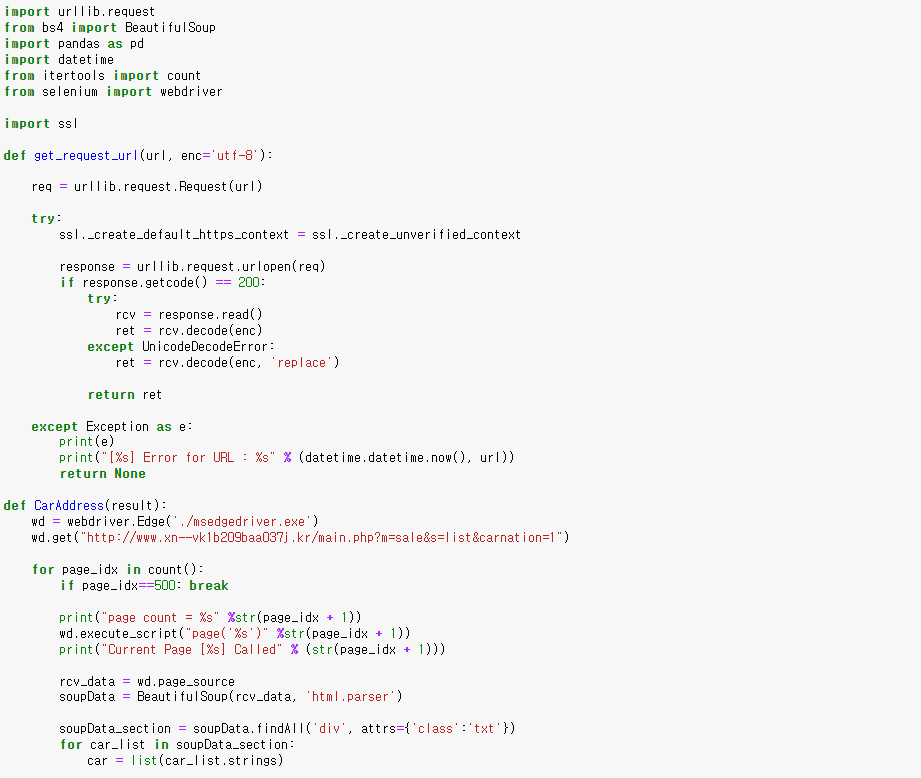 import urllib.request
from bs4 import BeautifulSoup
import pandas as pd
import datetime
from itertools import count
from selenium import webdriver

import ssl

def get_request_url(url, enc='utf-8'):

    req = urllib.request.Request(url)

    try:
        ssl._create_default_https_context = ssl._create_unverified_context

        response = urllib.request.urlopen(req)
        if response.getcode() == 200:
            try:
                rcv = response.read()
                ret = rcv.decode(enc)
            except UnicodeDecodeError:
                ret = rcv.decode(enc, 'replace')

            return ret

    except Exception as e:
        print(e)
        print("[%s] Error for URL : %s" % (datetime.datetime.now(), url))
        return None

def CarAddress(result):
    wd = webdriver.Edge('./msedgedriver.exe')
    wd.get("http://www.xn--vk1b209baa037j.kr/main.php?m=sale&s=list&carnation=1")

    for page_idx in count():
        if page_idx==500: break

        print("page count = %s" %str(page_idx + 1))
        wd.execute_script("page('%s')" %str(page_idx + 1))
        print("Current Page [%s] Called" % (str(page_idx + 1)))

        rcv_data = wd.page_source
        soupData = BeautifulSoup(rcv_data, 'html.parser')

        soupData_section = soupData.findAll('div', attrs={'class':'txt'})
        for car_list in soupData_section:
            car = list(car_list.strings)